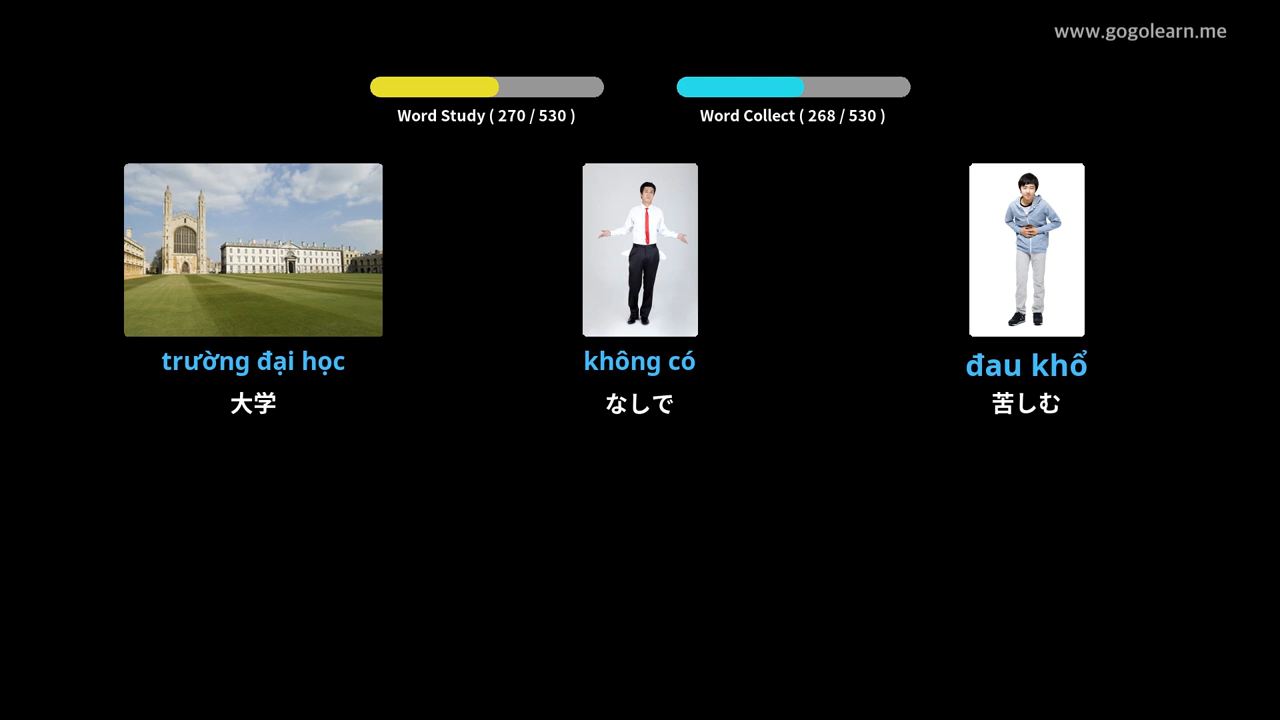 www.gogolearn.me
Word Study ( 270 / 530 )
Word Collect ( 268 / 530 )
trường đại học
大学
không có
なしで
đau khổ
苦しむ